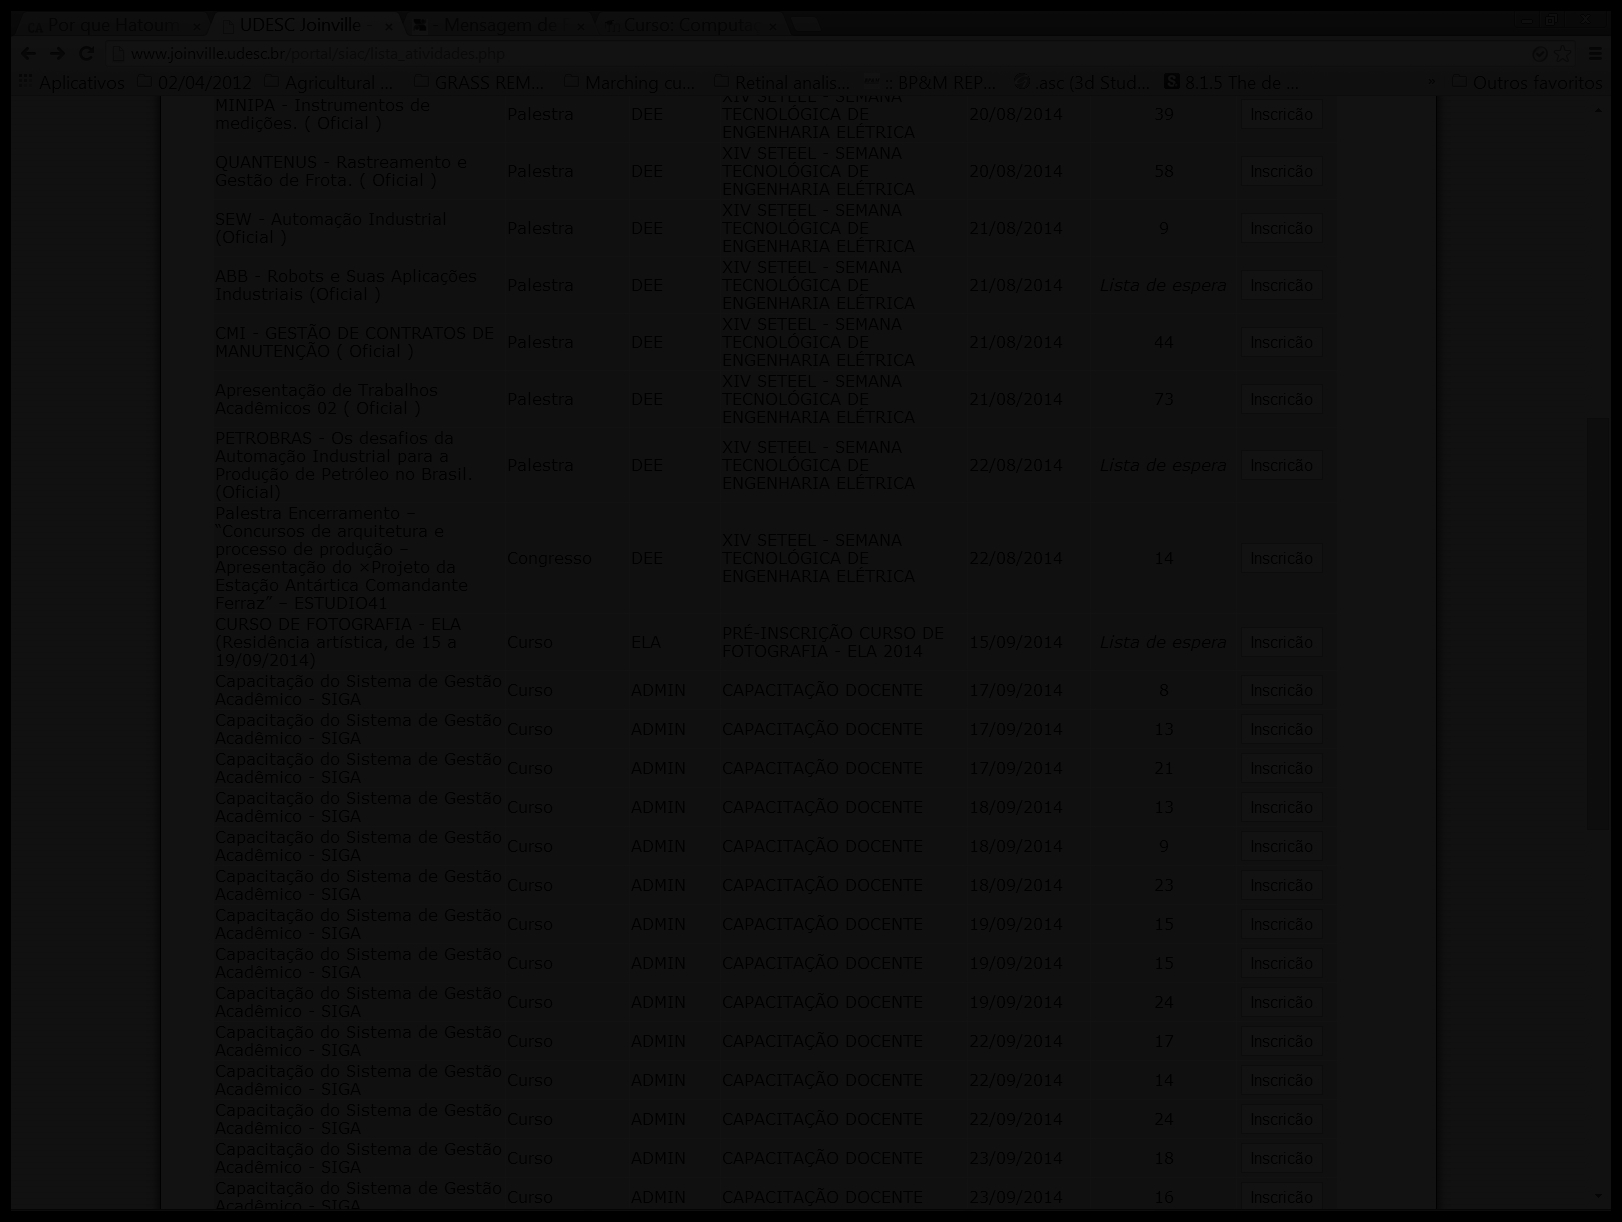 Por que Hatoum
UDESC Joinville
- Mensagem de
Curso: Computa
www.joinville.udesc.br/portal/siac/lista_atividades.php
Aplicativos 02/04/2012 Agricultural ... GRASS REM... Marching cu... Retinal analis... :: BP&M REP... .asc (3d Stud... 8.1.5 The de ... Outros favoritos
MINIPA - Instrumentos de
medições. ( Oficial )
Palestra DEE
XIV SETEEL - SEMANA
TECNOLÓGICA DE
ENGENHARIA ELÉTRICA
20/08/2014 39 Inscricão
QUANTENUS - Rastreamento e
Gestão de Frota. ( Oficial )
Palestra DEE
XIV SETEEL - SEMANA
TECNOLÓGICA DE
ENGENHARIA ELÉTRICA
20/08/2014 58 Inscricão
SEW - Automação Industrial
(Oficial )
Palestra DEE
XIV SETEEL - SEMANA
TECNOLÓGICA DE
ENGENHARIA ELÉTRICA
21/08/2014 9 Inscricão
ABB - Robots e Suas Aplicações
Industriais (Oficial )
Palestra DEE
XIV SETEEL - SEMANA
TECNOLÓGICA DE
ENGENHARIA ELÉTRICA
21/08/2014 Lista de espera Inscricão
CMI - GESTÃO DE CONTRATOS DE
MANUTENÇÃO ( Oficial )
Palestra DEE
XIV SETEEL - SEMANA
TECNOLÓGICA DE
ENGENHARIA ELÉTRICA
21/08/2014 44 Inscricão
Apresentação de Trabalhos
Acadêmicos 02 ( Oficial )
Palestra DEE
XIV SETEEL - SEMANA
TECNOLÓGICA DE
ENGENHARIA ELÉTRICA
21/08/2014 73 Inscricão
PETROBRAS - Os desafios da
Automação Industrial para a
Produção de Petróleo no Brasil.
(Oficial)
Palestra DEE
XIV SETEEL - SEMANA
TECNOLÓGICA DE
ENGENHARIA ELÉTRICA
22/08/2014 Lista de espera Inscricão
Palestra Encerramento –
“Concursos de arquitetura e
processo de produção –
Apresentação do ×Projeto da
Estação Antártica Comandante
Ferraz” – ESTUDIO41
Congresso DEE
XIV SETEEL - SEMANA
TECNOLÓGICA DE
ENGENHARIA ELÉTRICA
22/08/2014 14 Inscricão
CURSO DE FOTOGRAFIA - ELA
(Residência artística, de 15 a
19/09/2014)
Curso ELA
PRÉ-INSCRIÇÃO CURSO DE
FOTOGRAFIA - ELA 2014
15/09/2014 Lista de espera Inscricão
Capacitação do Sistema de Gestão
Acadêmico - SIGA
Curso ADMIN CAPACITAÇÃO DOCENTE 17/09/2014 8 Inscricão
Capacitação do Sistema de Gestão
Acadêmico - SIGA
Curso ADMIN CAPACITAÇÃO DOCENTE 17/09/2014 13 Inscricão
Capacitação do Sistema de Gestão
Acadêmico - SIGA
Curso ADMIN CAPACITAÇÃO DOCENTE 17/09/2014 21 Inscricão
Capacitação do Sistema de Gestão
Acadêmico - SIGA
Curso ADMIN CAPACITAÇÃO DOCENTE 18/09/2014 13 Inscricão
Capacitação do Sistema de Gestão
Acadêmico - SIGA
Curso ADMIN CAPACITAÇÃO DOCENTE 18/09/2014 9 Inscricão
Capacitação do Sistema de Gestão
Acadêmico - SIGA
Curso ADMIN CAPACITAÇÃO DOCENTE 18/09/2014 23 Inscricão
Capacitação do Sistema de Gestão
Acadêmico - SIGA
Curso ADMIN CAPACITAÇÃO DOCENTE 19/09/2014 15 Inscricão
Capacitação do Sistema de Gestão
Acadêmico - SIGA
Curso ADMIN CAPACITAÇÃO DOCENTE 19/09/2014 15 Inscricão
Capacitação do Sistema de Gestão
Acadêmico - SIGA
Curso ADMIN CAPACITAÇÃO DOCENTE 19/09/2014 24 Inscricão
Capacitação do Sistema de Gestão
Acadêmico - SIGA
Curso ADMIN CAPACITAÇÃO DOCENTE 22/09/2014 17 Inscricão
Capacitação do Sistema de Gestão
Acadêmico - SIGA
Curso ADMIN CAPACITAÇÃO DOCENTE 22/09/2014 14 Inscricão
Capacitação do Sistema de Gestão
Acadêmico - SIGA
Curso ADMIN CAPACITAÇÃO DOCENTE 22/09/2014 24 Inscricão
Capacitação do Sistema de Gestão
Acadêmico - SIGA
Curso ADMIN CAPACITAÇÃO DOCENTE 23/09/2014 18 Inscricão
Capacitação do Sistema de Gestão
Acadêmico - SIGA
Curso ADMIN CAPACITAÇÃO DOCENTE 23/09/2014 16 Inscricão